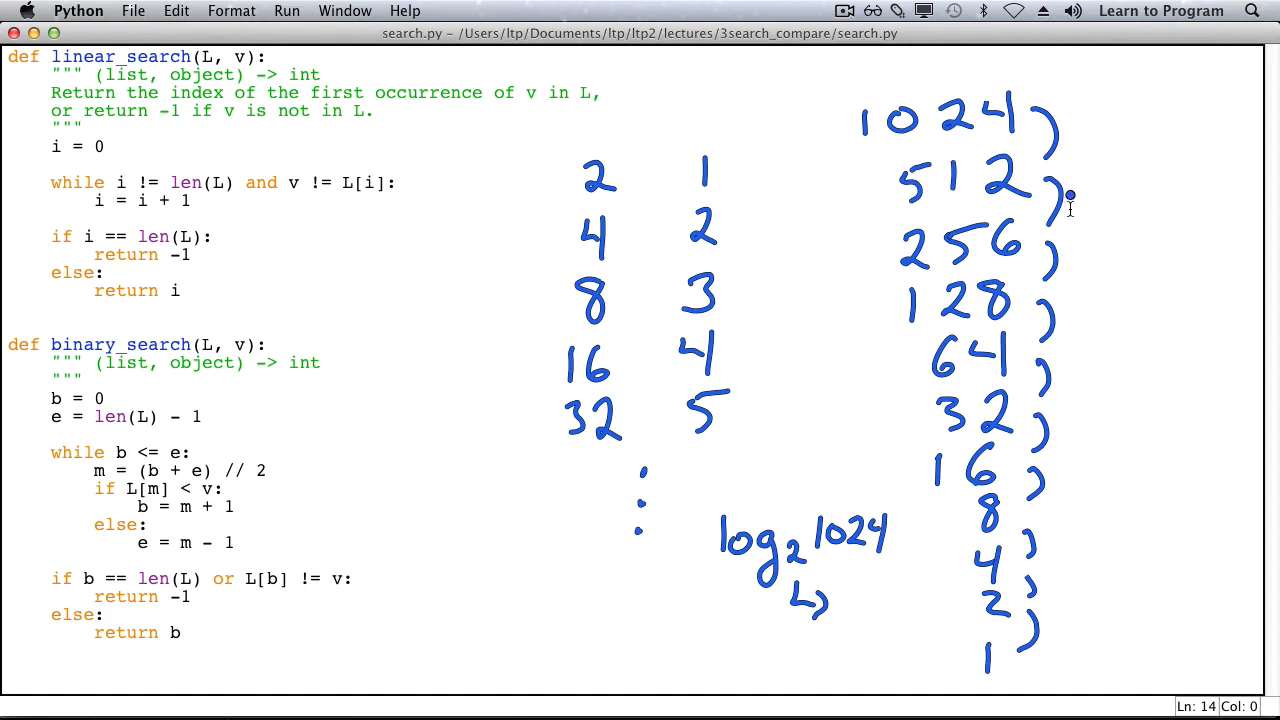 Python File Edit Format Run Window Help Learn to Program
search.py – /Users/ltp/Documents/ltp/ltp2/lectures/3search_compare/search.py
def linear_search(L, v):
    """ (list, object) -> int
    Return the index of the first occurrence of v in L,
    or return -1 if v is not in L.
    """
    i = 0
    while i != len(L) and v != L[i]:
        i = i + 1
    if i == len(L):
        return -1
    else:
        return i
def binary_search(L, v):
    """ (list, object) -> int
    """
    b = 0
    e = len(L) - 1
    while b <= e:
        m = (b + e) // 2
        if L[m] < v:
            b = m + 1
        else:
            e = m - 1
    if b == len(L) or L[b] != v:
        return -1
    else:
        return b
2 1
4 2
8 3
16 4
32 5
log2 1024
1024
512
256
128
64
32
16
8
4
2
1
Ln: 14 Col: 0